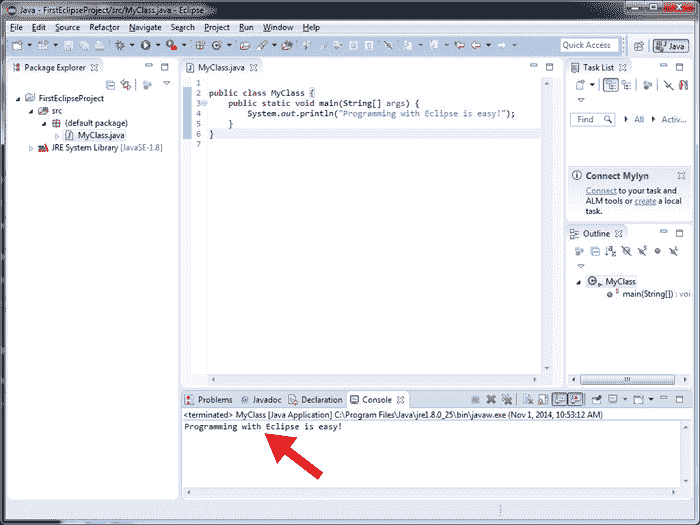 Java - FirstEclipseProject/src/MyClass.java - Eclipse
File Edit Source Refactor Navigate Search Project Run Window Help
Quick Access
Java
Package Explorer
FirstEclipseProject
src
(default package)
MyClass.java
JRE System Library [JavaSE-1.8]
MyClass.java
1
2 public class MyClass {
3 public static void main(String[] args) {
4 System.out.println("Programming with Eclipse is easy!");
5 }
6 }
7
Task List
Find All Activ...
Connect Mylyn
Connect to your task and
ALM tools or create a local
task.
Outline
MyClass
main(String[]) : voi
Problems Javadoc Declaration Console
<terminated> MyClass [Java Application] C:\Program Files\Java\jre1.8.0_25\bin\javaw.exe (Nov 1, 2014, 10:53:12 AM)
Programming with Eclipse is easy!